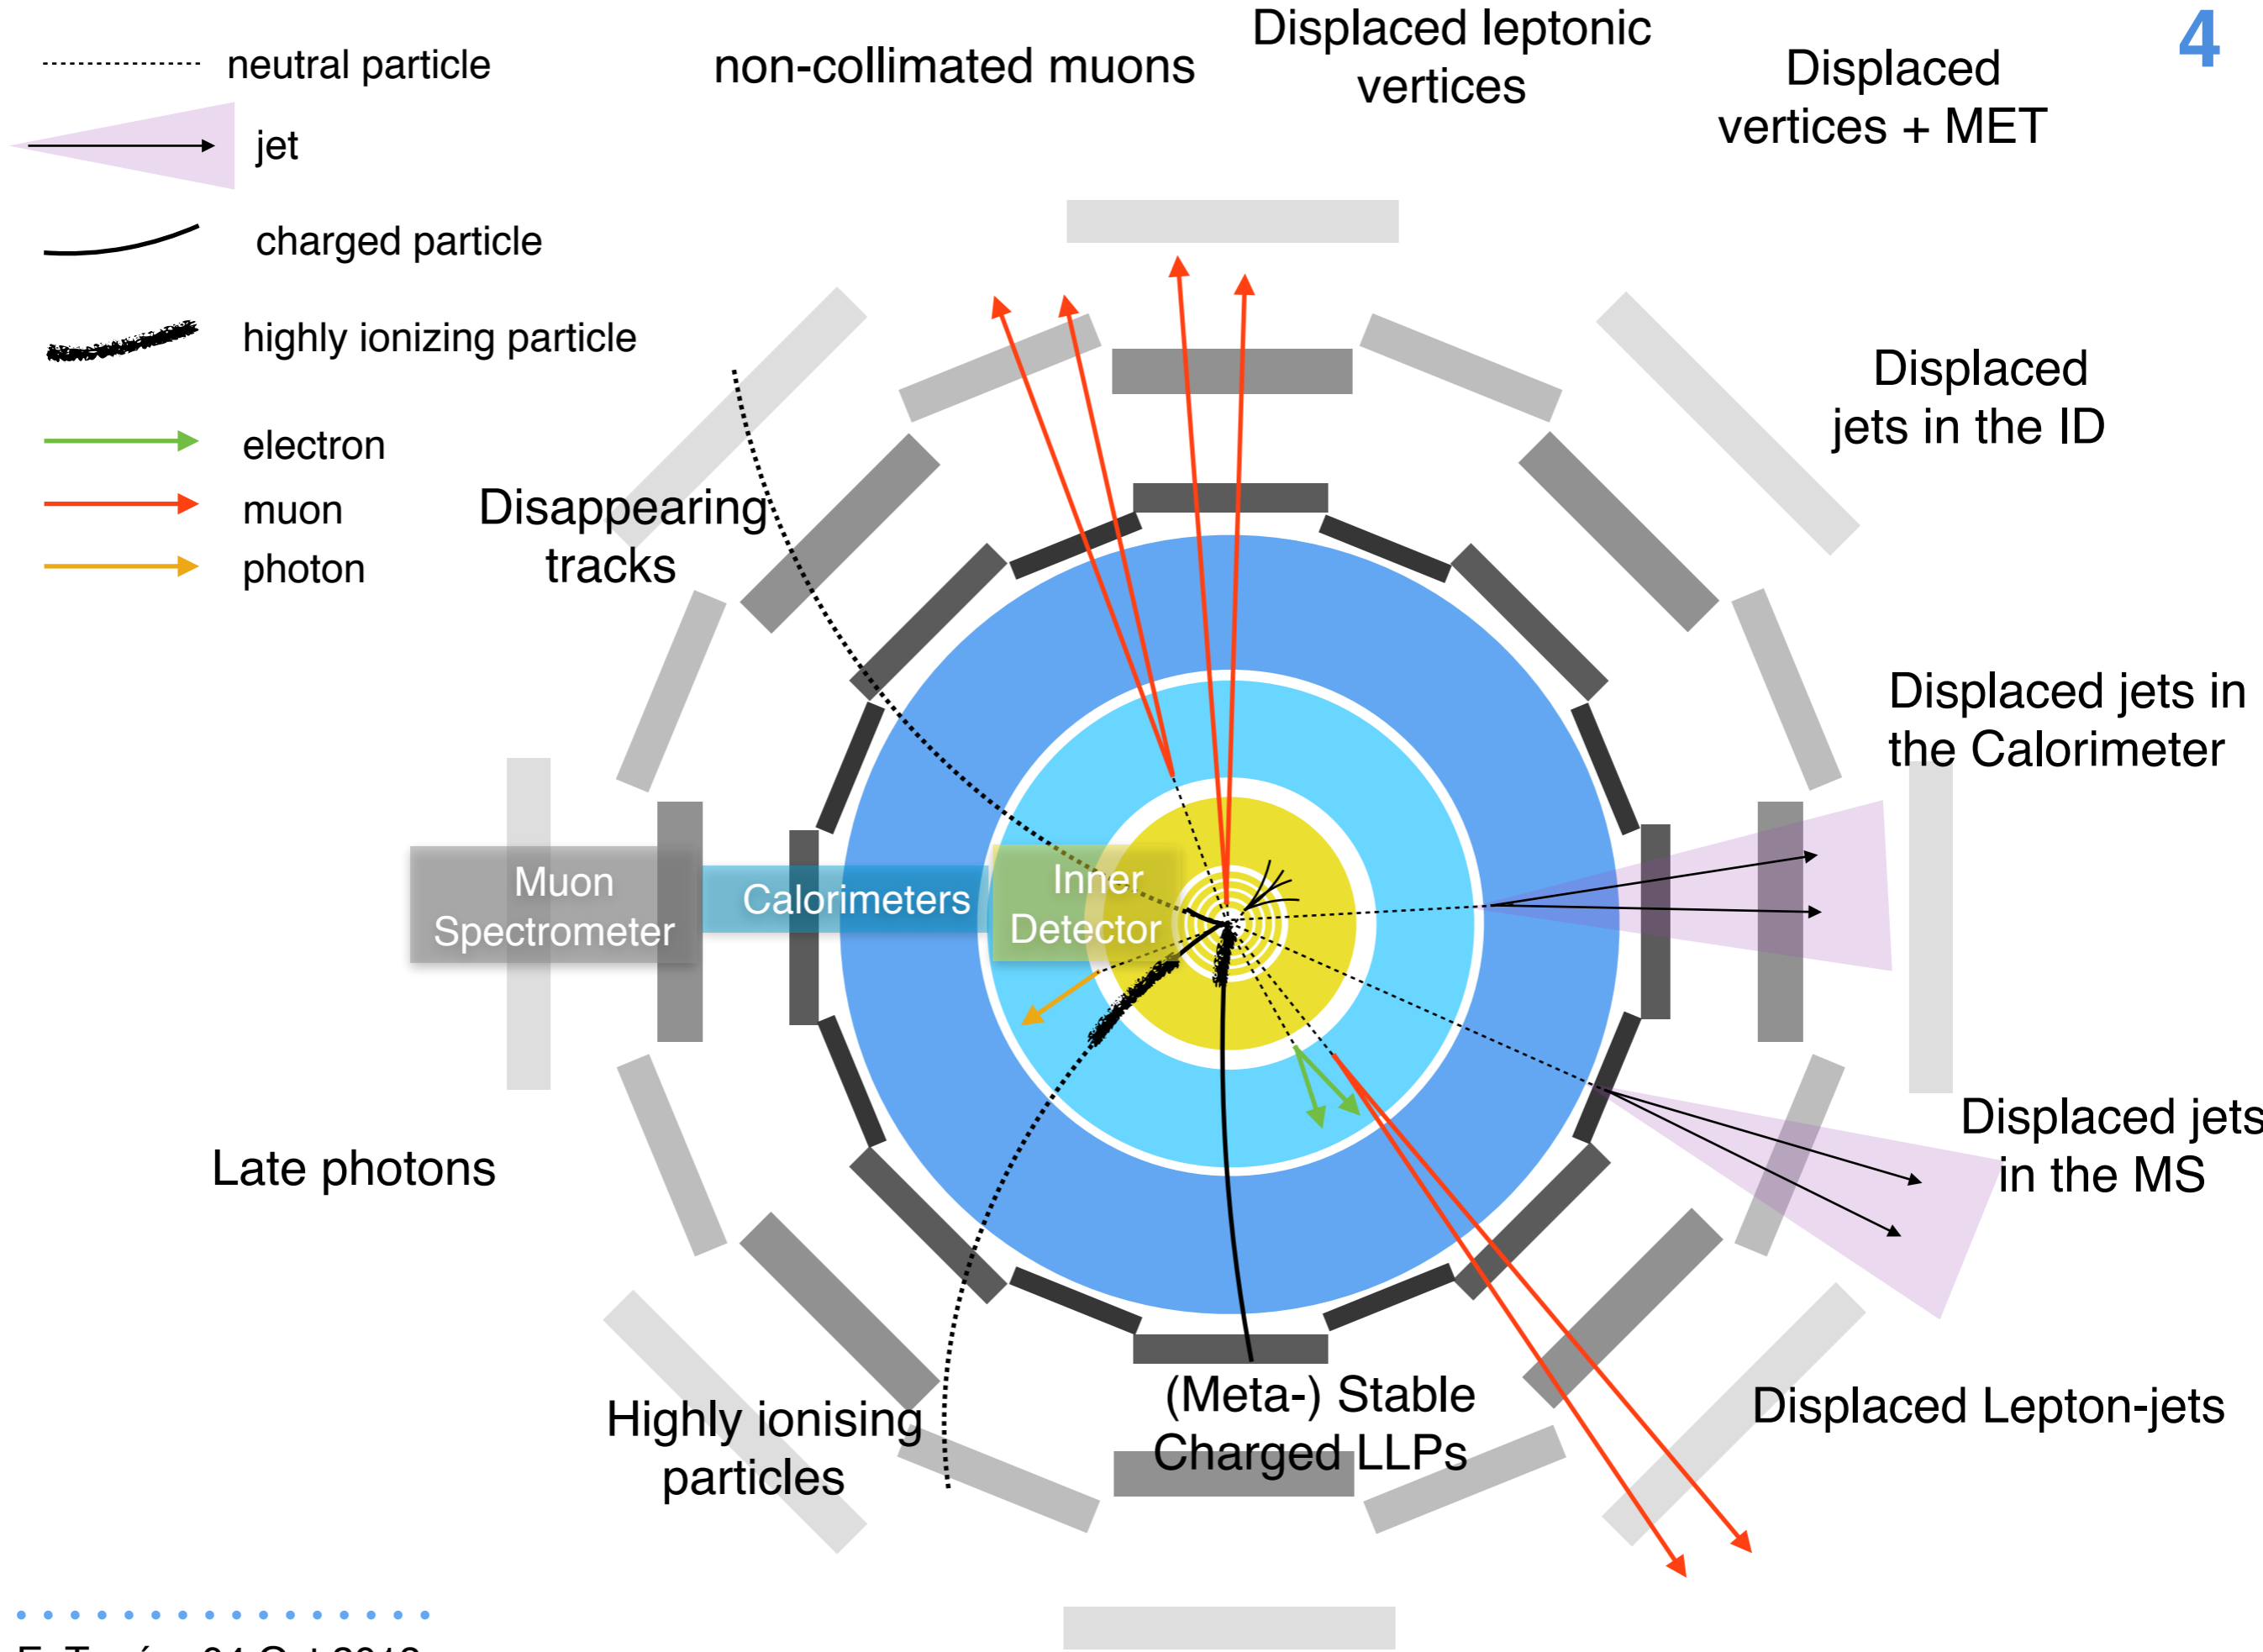 4
neutral particle
jet
charged particle
highly ionizing particle
electron
muon
photon
non-collimated muons
Displaced leptonic
vertices
Displaced
vertices + MET
Displaced
jets in the ID
Disappearing
tracks
Displaced jets in
the Calorimeter
Muon
Spectrometer
Calorimeters
Inner
Detector
Displaced jets
in the MS
Late photons
(Meta-) Stable
Charged LLPs
Displaced Lepton-jets
Highly ionising
particles